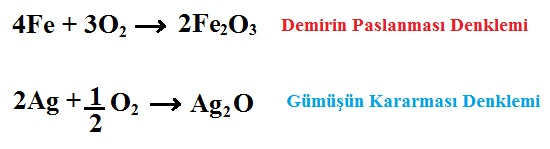 4Fe + 3O₂ → 2Fe₂O₃ Demirin Paslanması Denklemi
2Ag + 1/2 O₂ → Ag₂O Gümüşün Kararması Denklemi